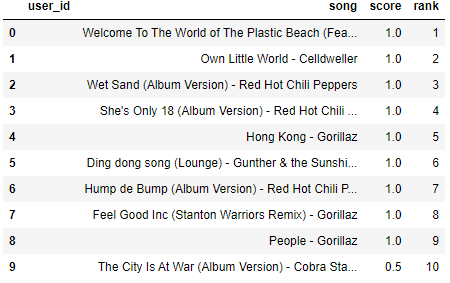 user_id song score rank
0 Welcome To The World of The Plastic Beach (Fea... 1.0 1
1 Own Little World - Celldweller 1.0 2
2 Wet Sand (Album Version) - Red Hot Chili Peppers 1.0 3
3 She's Only 18 (Album Version) - Red Hot Chili ... 1.0 4
4 Hong Kong - Gorillaz 1.0 5
5 Ding dong song (Lounge) - Gunther & the Sunshi... 1.0 6
6 Hump de Bump (Album Version) - Red Hot Chili P... 1.0 7
7 Feel Good Inc (Stanton Warriors Remix) - Gorillaz 1.0 8
8 People - Gorillaz 1.0 9
9 The City Is At War (Album Version) - Cobra Sta... 0.5 10